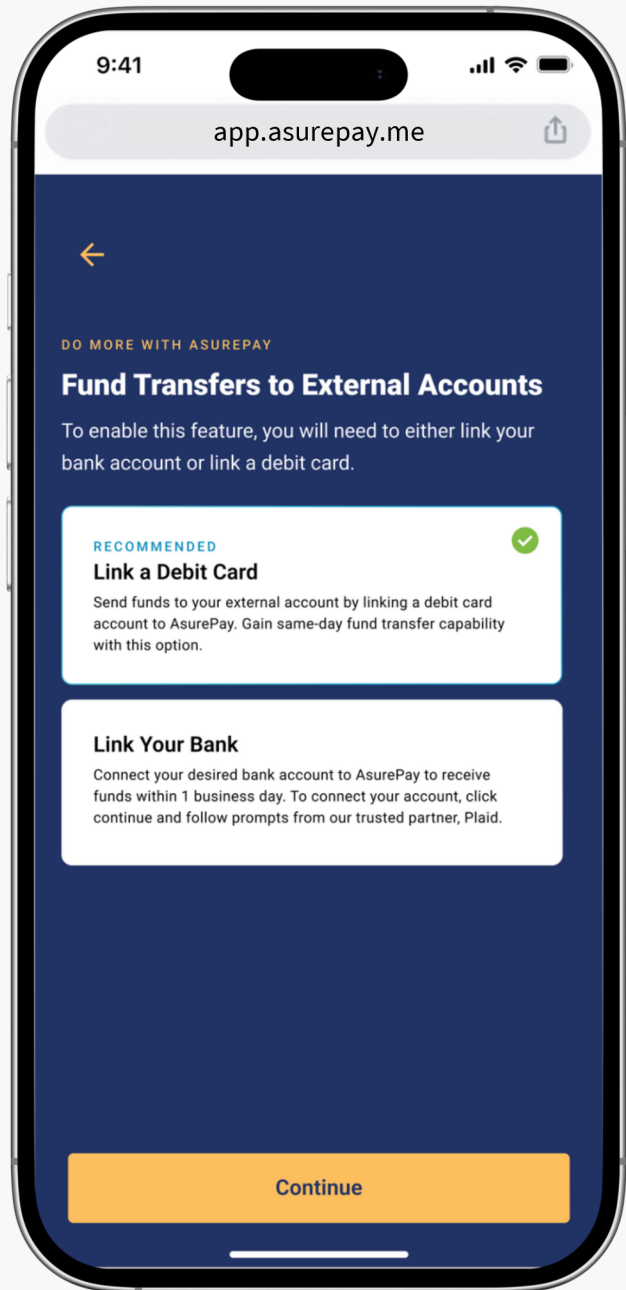 9:41
app.asurepay.me
DO MORE WITH ASUREPAY
Fund Transfers to External Accounts
To enable this feature, you will need to either link your
bank account or link a debit card.
RECOMMENDED
Link a Debit Card
Send funds to your external account by linking a debit card
account to AsurePay. Gain same-day fund transfer capability
with this option.
Link Your Bank
Connect your desired bank account to AsurePay to receive
funds within 1 business day. To connect your account, click
continue and follow prompts from our trusted partner, Plaid.
Continue